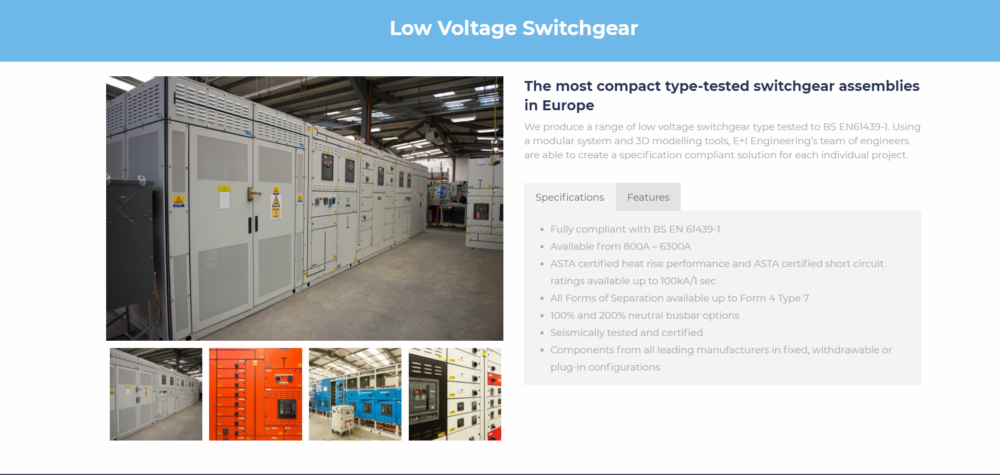 Low Voltage Switchgear
The most compact type-tested switchgear assemblies
in Europe
We produce a range of low voltage switchgear type tested to BS EN61439-1. Using
a modular system and 3D modelling tools, E+I Engineering’s team of engineers
are able to create a specification compliant solution for each individual project.
Specifications
Features
Fully compliant with BS EN 61439-1
Available from 800A – 6300A
ASTA certified heat rise performance and ASTA certified short circuit
ratings available up to 100kA/1 sec
All Forms of Separation available up to Form 4 Type 7
100% and 200% neutral busbar options
Seismically tested and certified
Components from all leading manufacturers in fixed, withdrawable or
plug-in configurations
Danger
of
death